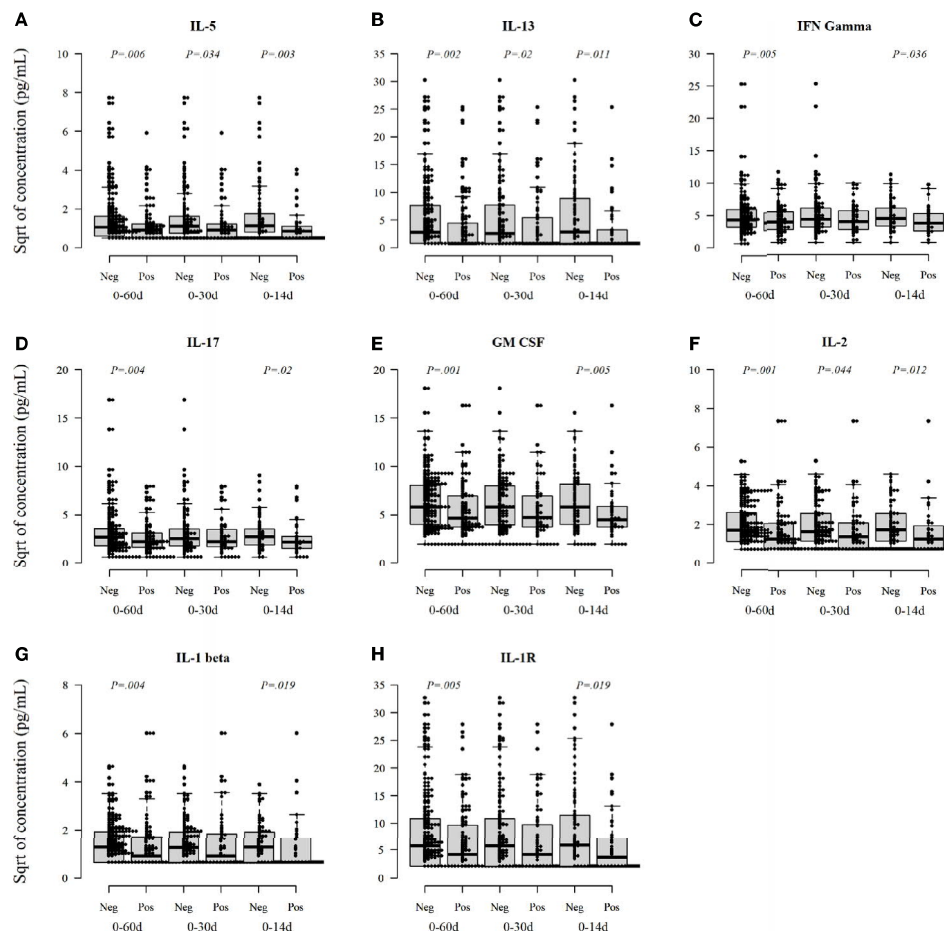 A
IL-5
P=.006 P=.034 P=.003
Sqrt of concentration (pg/mL)
10
8
6
4
2
0
Neg Pos Neg Pos Neg Pos
0-60d 0-30d 0-14d
B
IL-13
P=.002 P=.02 P=.011
35
30
25
20
15
10
5
0
Neg Pos Neg Pos Neg Pos
0-60d 0-30d 0-14d
C
IFN Gamma
P=.005 P=.036
30
25
20
15
10
5
0
Neg Pos Neg Pos Neg Pos
0-60d 0-30d 0-14d
D
IL-17
P=.004 P=.02
Sqrt of concentration (pg/mL)
20
15
10
5
0
Neg Pos Neg Pos Neg Pos
0-60d 0-30d 0-14d
E
GM CSF
P=.001 P=.005
20
15
10
5
0
Neg Pos Neg Pos Neg Pos
0-60d 0-30d 0-14d
F
IL-2
P=.001 P=.044 P=.012
10
8
6
4
2
0
Neg Pos Neg Pos Neg Pos
0-60d 0-30d 0-14d
G
IL-1 beta
P=.004 P=.019
Sqrt of concentration (pg/mL)
8
6
4
2
0
Neg Pos Neg Pos Neg Pos
0-60d 0-30d 0-14d
H
IL-1R
P=.005 P=.019
35
30
25
20
15
10
5
0
Neg Pos Neg Pos Neg Pos
0-60d 0-30d 0-14d